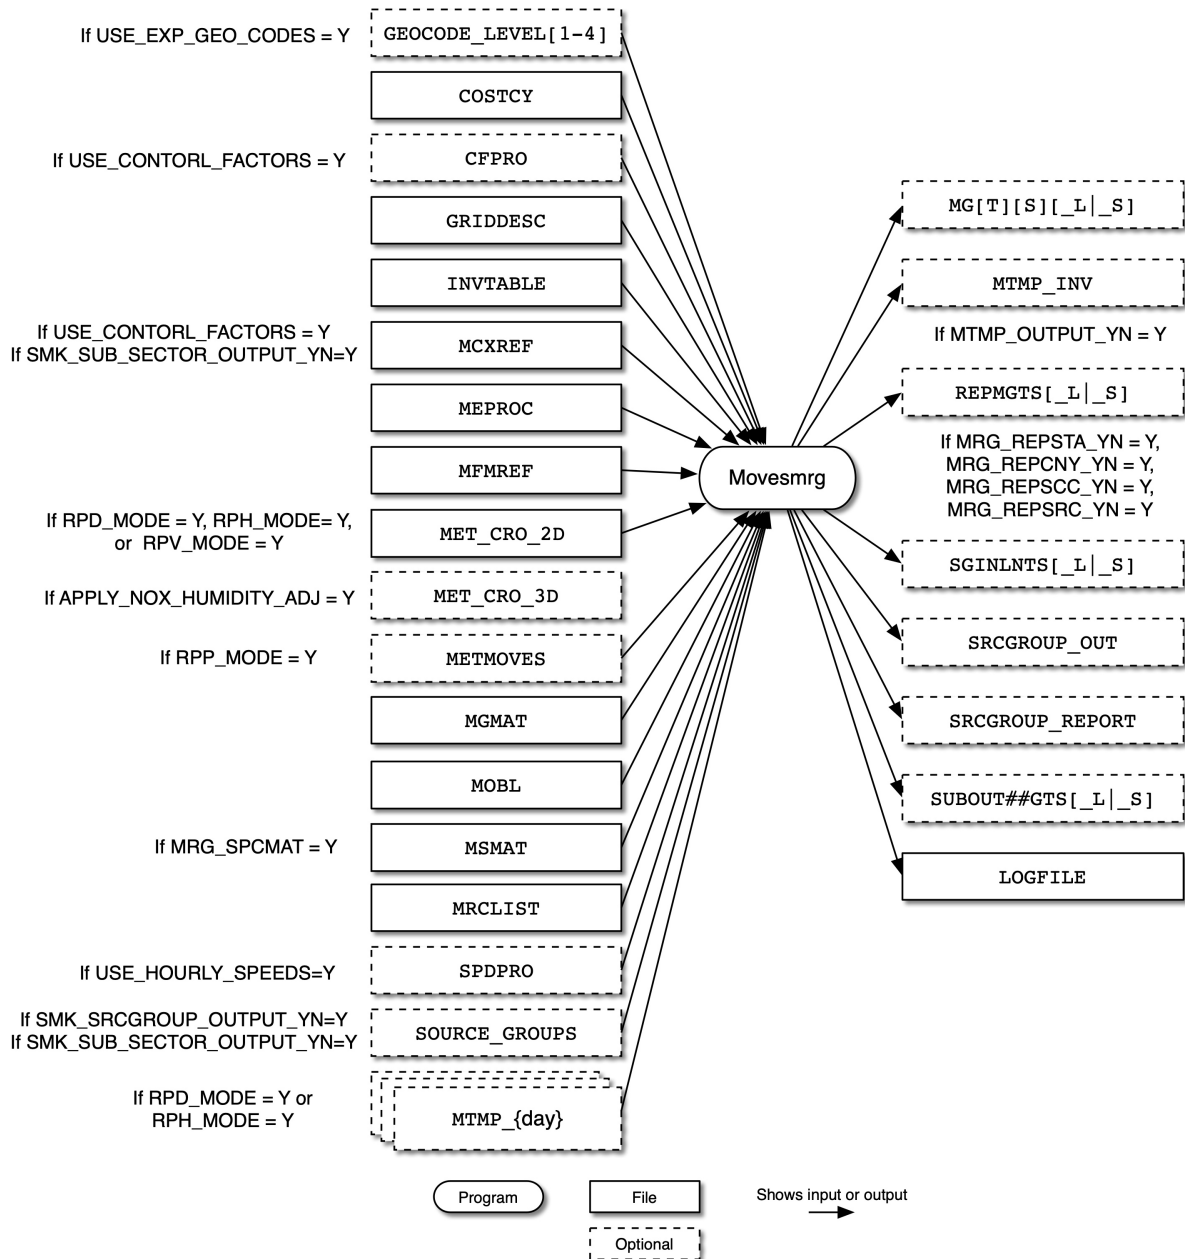 If USE_EXP_GEO_CODES = Y
GEOCODE_LEVEL[1-4]
COSTCY
If USE_CONTORL_FACTORS = Y
CFPRO
GRIDDESC
INVTABLE
If USE_CONTORL_FACTORS = Y
If SMK_SUB_SECTOR_OUTPUT_YN=Y
MCXREF
MEPROC
MFMREF
If RPD_MODE = Y, RPH_MODE= Y,
or RPV_MODE = Y
MET_CRO_2D
If APPLY_NOX_HUMIDITY_ADJ = Y
MET_CRO_3D
If RPP_MODE = Y
METMOVES
MGMAT
MOBL
If MRG_SPCMAT = Y
MSMAT
MRCLIST
If USE_HOURLY_SPEEDS=Y
SPDPRO
If SMK_SRCGROUP_OUTPUT_YN=Y
If SMK_SUB_SECTOR_OUTPUT_YN=Y
SOURCE_GROUPS
If RPD_MODE = Y or
RPH_MODE = Y
MTMP_{day}
Movesmrg
MG[T][S][_L|_S]
MTMP_INV
If MTMP_OUTPUT_YN = Y
REPMGTS[_L|_S]
If MRG_REPSTA_YN = Y,
MRG_REPCNY_YN = Y,
MRG_REPSCC_YN = Y,
MRG_REPSRC_YN = Y
SGINLNTS[_L|_S]
SRCGROUP_OUT
SRCGROUP_REPORT
SUBOUT##GTS[_L|_S]
LOGFILE
Program
File
Shows input or output
Optional